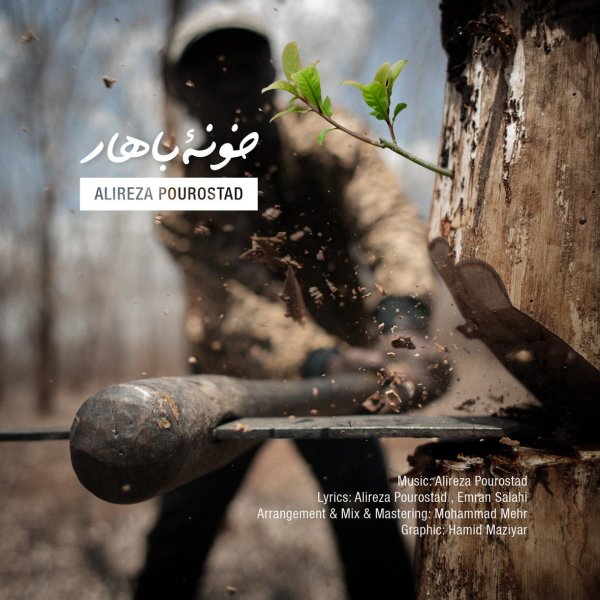 خونهٔ باهار
ALIREZA POUROSTAD
Music: Alireza Pourostad
Lyrics: Alireza Pourostad , Emran Salahi
Arrangement & Mix & Mastering: Mohammad Mehr
Graphic: Hamid Maziyar